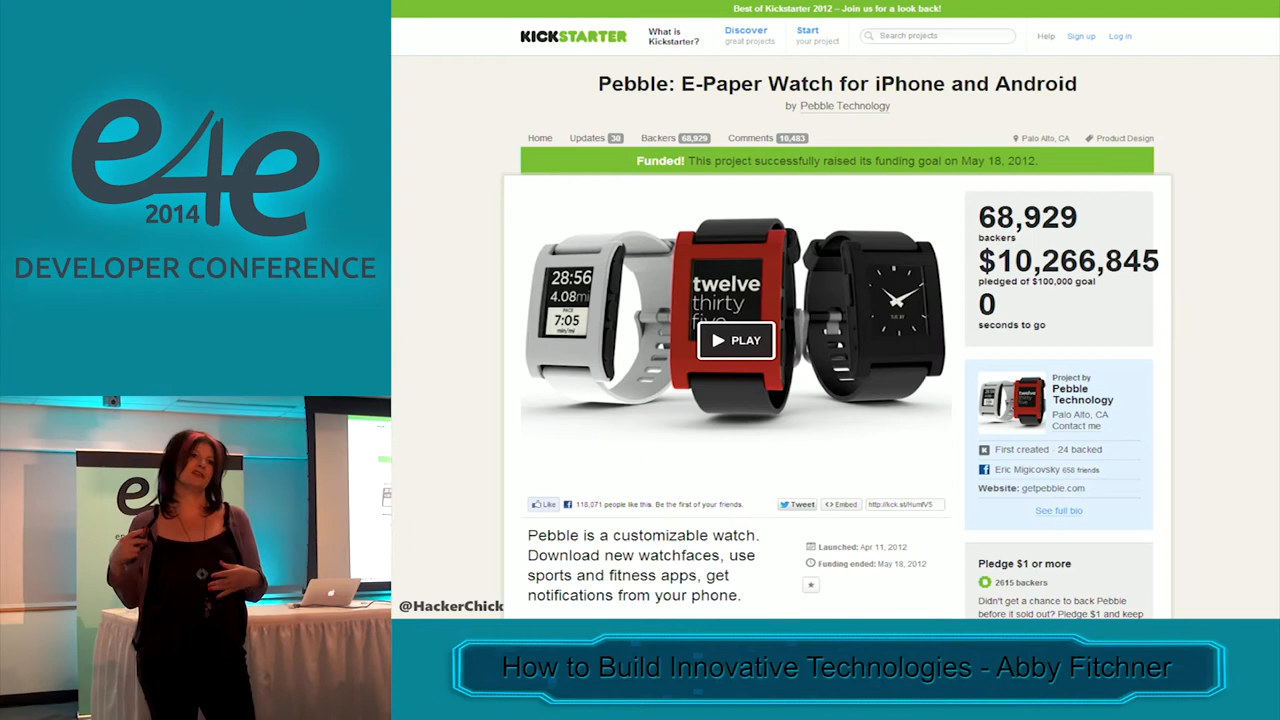 e4e
2014
DEVELOPER CONFERENCE
Best of Kickstarter 2012 – Join us for a look back!
KICKSTARTER
What is
Kickstarter?
Discover
great projects
Start
your project
Search projects
Help
Sign up
Log in
Pebble: E-Paper Watch for iPhone and Android
by Pebble Technology
Home
Updates 30
Backers 68,929
Comments 10,483
Palo Alto, CA
Product Design
Funded! This project successfully raised its funding goal on May 18, 2012.
28:56
4.08mi
PACE
7:05
min/mi
twelve
thirty
five
PLAY
68,929
backers
$10,266,845
pledged of $100,000 goal
0
seconds to go
Project by
Pebble
Technology
Palo Alto, CA
Contact me
First created · 24 backed
Eric Migicovsky 658 friends
Website: getpebble.com
See full bio
Like
118,071 people like this. Be the first of your friends.
Tweet
Embed
http://kck.st/HumIV5
Pebble is a customizable watch.
Download new watchfaces, use
sports and fitness apps, get
notifications from your phone.
Launched: Apr 11, 2012
Funding ended: May 18, 2012
Pledge $1 or more
2615 backers
Didn't get a chance to back Pebble
before it sold out? Pledge $1 and keep
@HackerChick
How to Build Innovative Technologies - Abby Fitchner